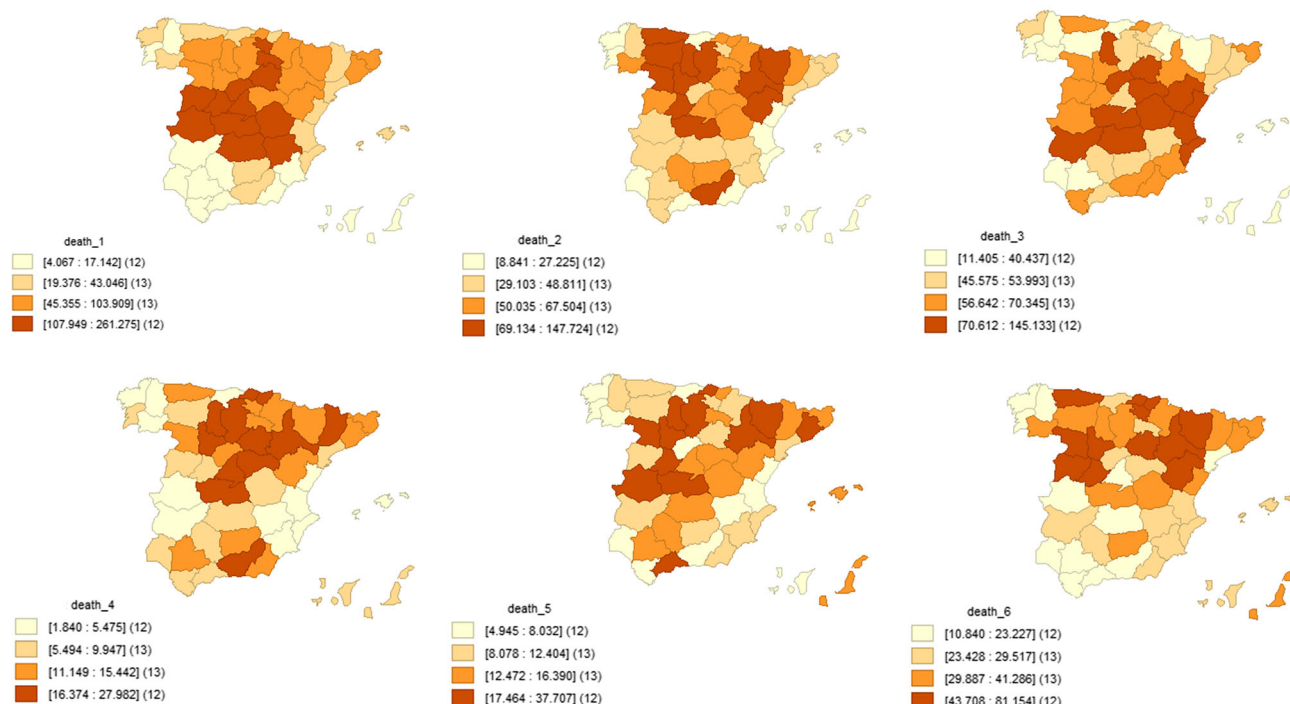 death_1
[4.067 : 17.142] (12)
[19.376 : 43.046] (13)
[45.355 : 103.909] (13)
[107.949 : 261.275] (12)
death_2
[8.841 : 27.225] (12)
[29.103 : 48.811] (13)
[50.035 : 67.504] (13)
[69.134 : 147.724] (12)
death_3
[11.405 : 40.437] (12)
[45.575 : 53.993] (13)
[56.642 : 70.345] (13)
[70.612 : 145.133] (12)
death_4
[1.840 : 5.475] (12)
[5.494 : 9.947] (13)
[11.149 : 15.442] (13)
[16.374 : 27.982] (12)
death_5
[4.945 : 8.032] (12)
[8.078 : 12.404] (13)
[12.472 : 16.390] (13)
[17.464 : 37.707] (12)
death_6
[10.840 : 23.227] (12)
[23.428 : 29.517] (13)
[29.887 : 41.286] (13)
[43.708 : 81.154] (12)